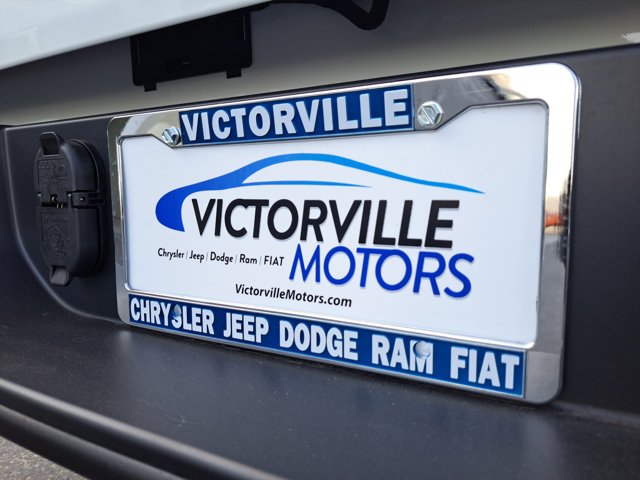 VICTORVILLE
VICTORVILLE
Chrysler | Jeep | Dodge | Ram | FIAT MOTORS
VictorvilleMotors.com
CHRYSLER JEEP DODGE RAM FIAT